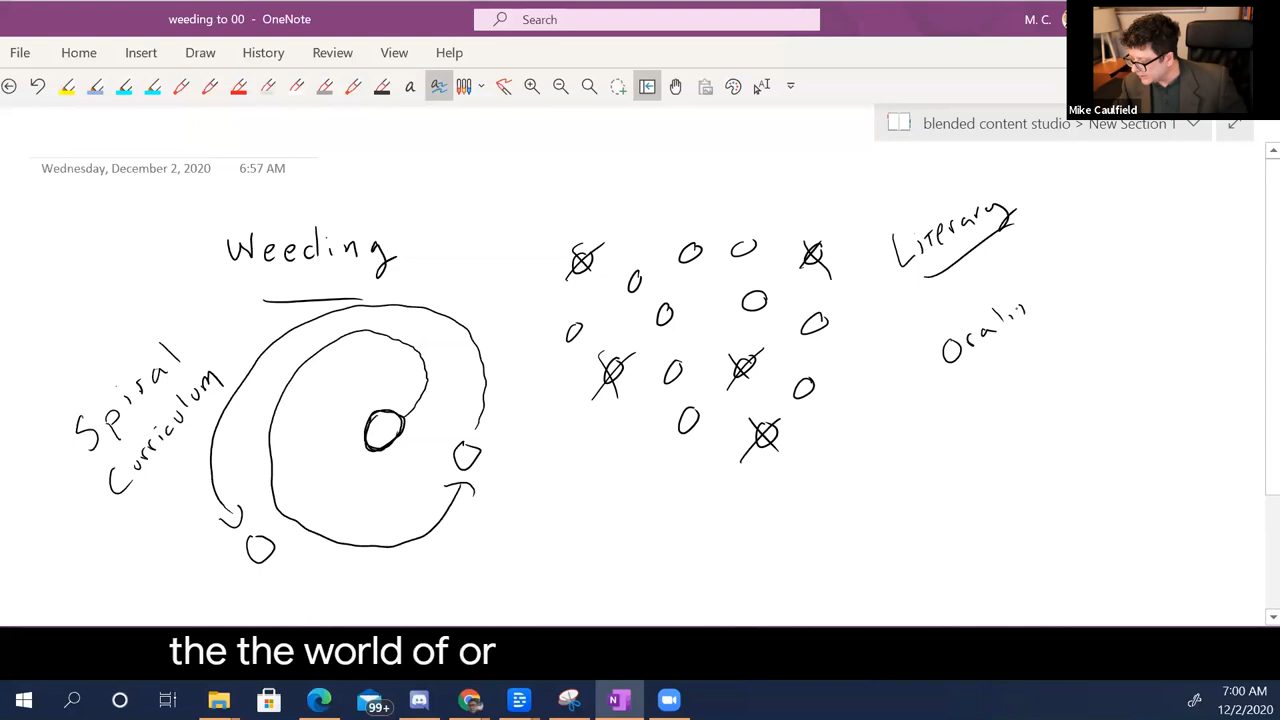 weeding to 00 - OneNote
Search
M. C.
File Home Insert Draw History Review View Help
Mike Caulfield
blended content studio > New Section 1
Wednesday, December 2, 2020 6:57 AM
Weeding
Literary
Spiral
Curriculum
the the world of or
99+
7:00 AM
12/2/2020